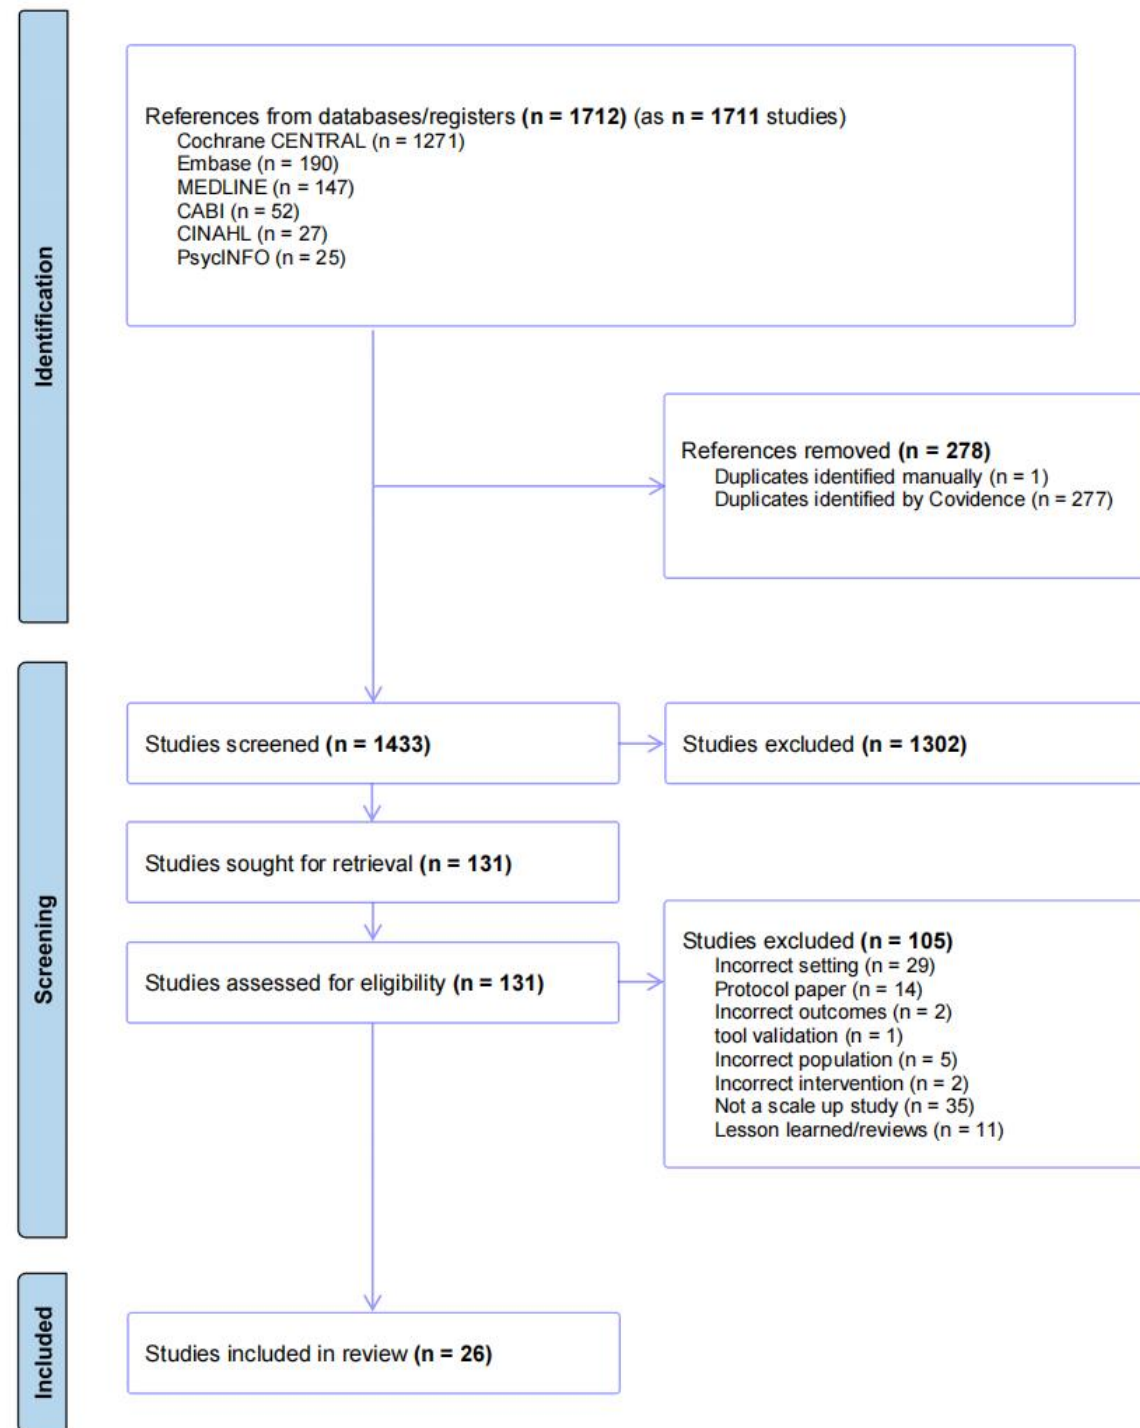 Identification
References from databases/registers (n = 1712) (as n = 1711 studies)
Cochrane CENTRAL (n = 1271)
Embase (n = 190)
MEDLINE (n = 147)
CABI (n = 52)
CINAHL (n = 27)
PsycINFO (n = 25)
References removed (n = 278)
Duplicates identified manually (n = 1)
Duplicates identified by Covidence (n = 277)
Screening
Studies screened (n = 1433)
Studies excluded (n = 1302)
Studies sought for retrieval (n = 131)
Studies assessed for eligibility (n = 131)
Studies excluded (n = 105)
Incorrect setting (n = 29)
Protocol paper (n = 14)
Incorrect outcomes (n = 2)
tool validation (n = 1)
Incorrect population (n = 5)
Incorrect intervention (n = 2)
Not a scale up study (n = 35)
Lesson learned/reviews (n = 11)
Included
Studies included in review (n = 26)